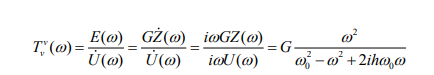 T_v^v(ω) = E(ω)/U̇(ω) = GŻ(ω)/U̇(ω) = iωGZ(ω)/iωU(ω) = G ω²/(ω₀² − ω² + 2ihω₀ω)